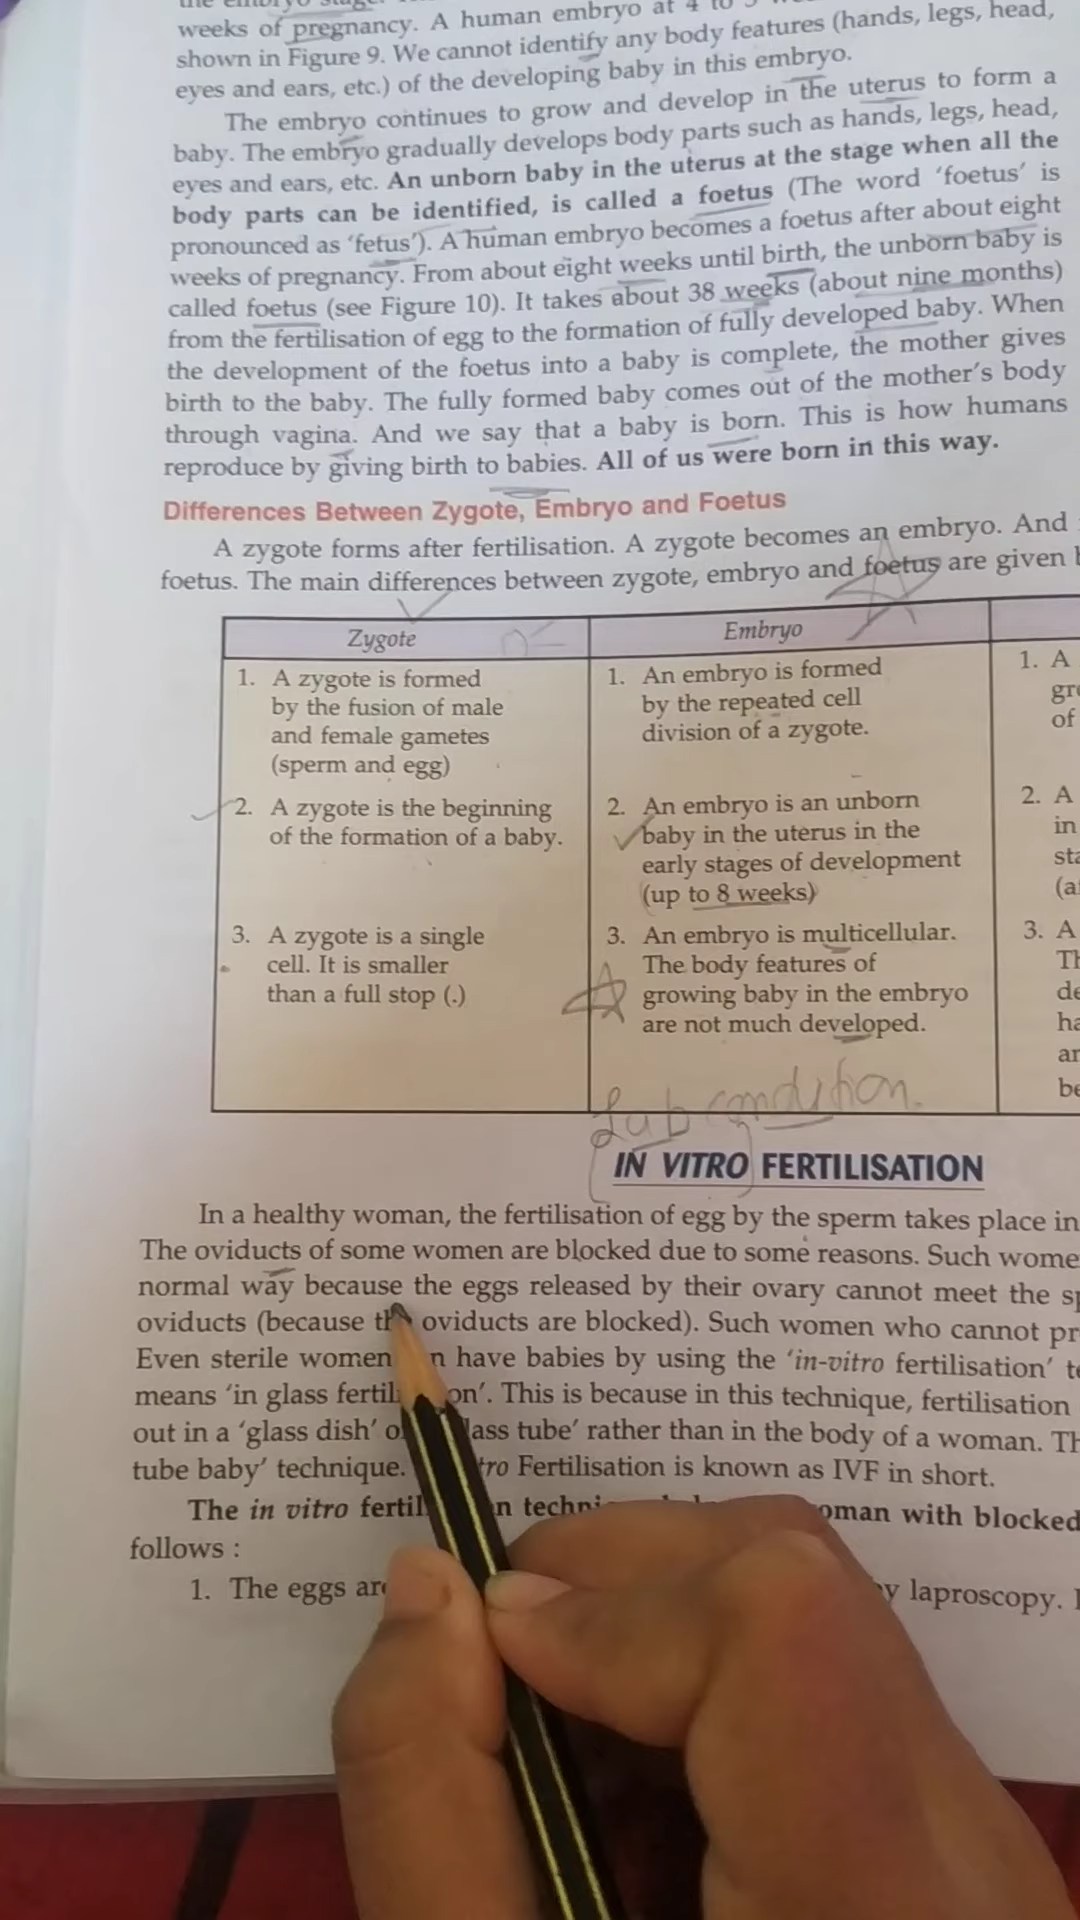 weeks of pregnancy. A human embryo at 4 to 5
shown in Figure 9. We cannot identify any body features (hands, legs, head,
eyes and ears, etc.) of the developing baby in this embryo.
The embryo continues to grow and develop in the uterus to form a
baby. The embryo gradually develops body parts such as hands, legs, head,
eyes and ears, etc. An unborn baby in the uterus at the stage when all the
body parts can be identified, is called a foetus (The word 'foetus' is
pronounced as 'fetus'). A human embryo becomes a foetus after about eight
weeks of pregnancy. From about eight weeks until birth, the unborn baby is
called foetus (see Figure 10). It takes about 38 weeks (about nine months)
from the fertilisation of egg to the formation of fully developed baby. When
the development of the foetus into a baby is complete, the mother gives
birth to the baby. The fully formed baby comes out of the mother's body
through vagina. And we say that a baby is born. This is how humans
reproduce by giving birth to babies. All of us were born in this way.
Differences Between Zygote, Embryo and Foetus
A zygote forms after fertilisation. A zygote becomes an embryo. And
foetus. The main differences between zygote, embryo and foetus are given
Zygote
1. A zygote is formed
by the fusion of male
and female gametes
(sperm and egg)
2. A zygote is the beginning
of the formation of a baby.
3. A zygote is a single
cell. It is smaller
than a full stop (.)
Embryo
1. An embryo is formed
by the repeated cell
division of a zygote.
2. An embryo is an unborn
baby in the uterus in the
early stages of development
(up to 8 weeks)
3. An embryo is multicellular.
The body features of
growing baby in the embryo
are not much developed.
1. A
of
2. A
in
3. A
Lab condition.
IN VITRO FERTILISATION
In a healthy woman, the fertilisation of egg by the sperm takes place in
The oviducts of some women are blocked due to some reasons. Such
normal way because the eggs released by their ovary cannot meet the
oviducts (because oviducts are blocked). Such women who cannot
Even sterile women have babies by using the 'in-vitro fertilisation'
means 'in glass This is because in this technique, fertilisation
out in a 'glass dish' tube' rather than in the body of a woman.
tube baby' technique. Fertilisation is known as IVF in short.
The in vitro with blocked
follows :
1. The eggs laproscopy.